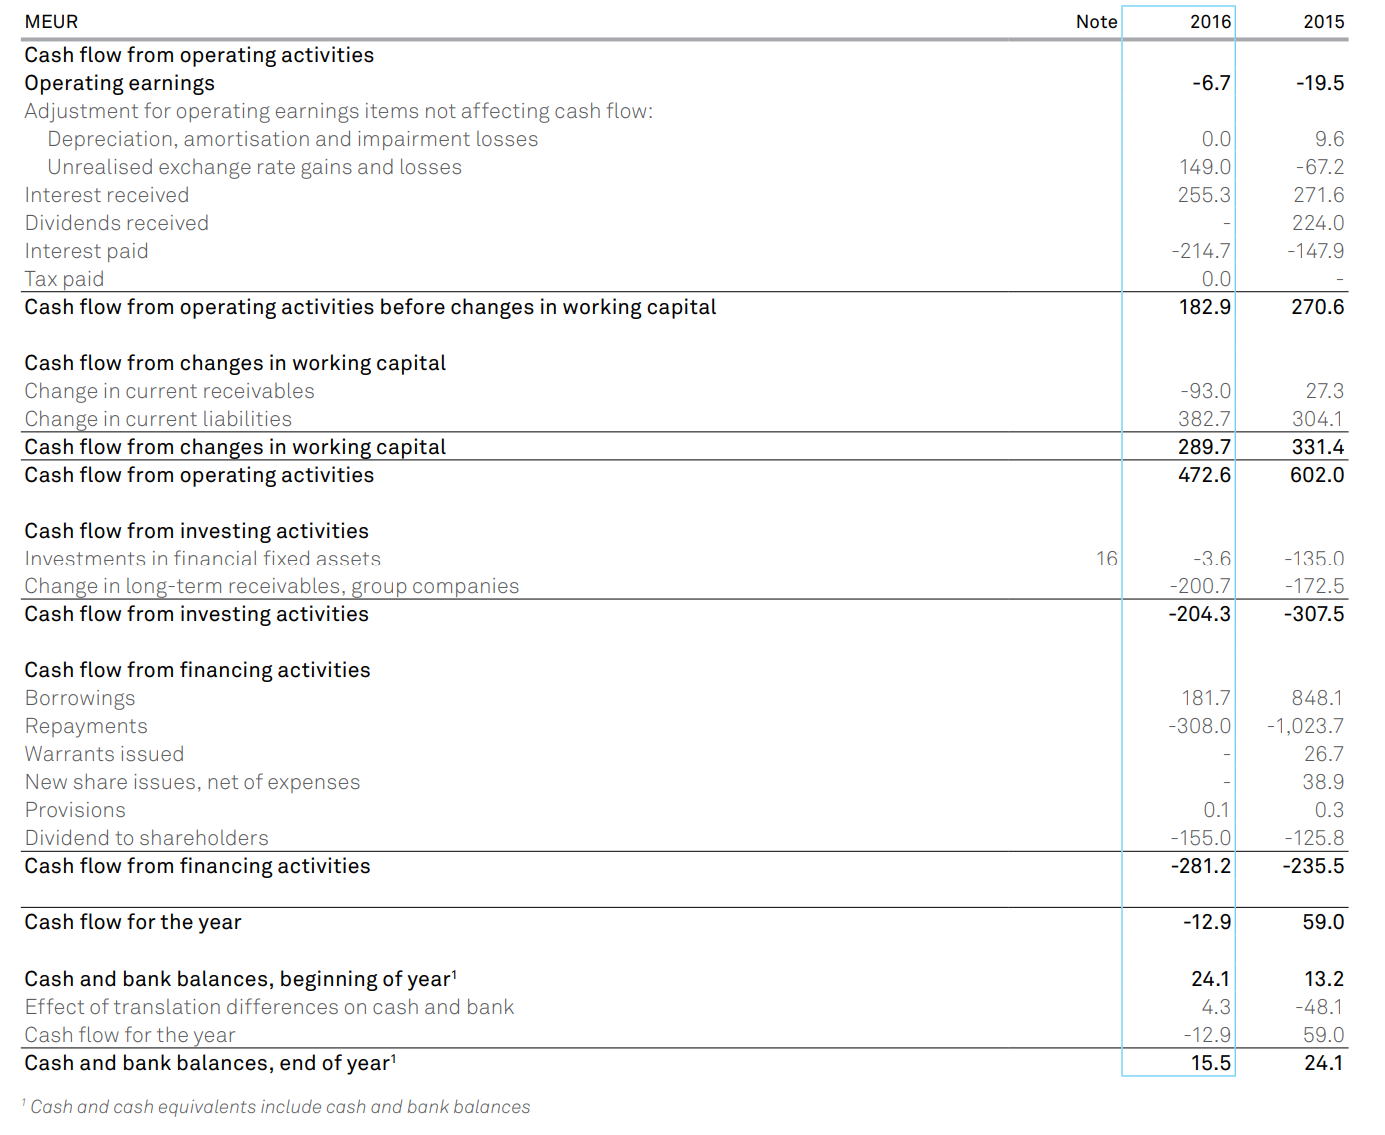 MEUR Note 2016 2015
Cash flow from operating activities
Operating earnings -6.7 -19.5
Adjustment for operating earnings items not affecting cash flow:
Depreciation, amortisation and impairment losses 0.0 9.6
Unrealised exchange rate gains and losses 149.0 -67.2
Interest received 255.3 271.6
Dividends received - 224.0
Interest paid -214.7 -147.9
Tax paid 0.0 -
Cash flow from operating activities before changes in working capital 182.9 270.6
Cash flow from changes in working capital
Change in current receivables -93.0 27.3
Change in current liabilities 382.7 304.1
Cash flow from changes in working capital 289.7 331.4
Cash flow from operating activities 472.6 602.0
Cash flow from investing activities
Investments in financial fixed assets 16 -3.6 -135.0
Change in long-term receivables, group companies -200.7 -172.5
Cash flow from investing activities -204.3 -307.5
Cash flow from financing activities
Borrowings 181.7 848.1
Repayments -308.0 -1,023.7
Warrants issued - 26.7
New share issues, net of expenses - 38.9
Provisions 0.1 0.3
Dividend to shareholders -155.0 -125.8
Cash flow from financing activities -281.2 -235.5
Cash flow for the year -12.9 59.0
Cash and bank balances, beginning of year¹ 24.1 13.2
Effect of translation differences on cash and bank 4.3 -48.1
Cash flow for the year -12.9 59.0
Cash and bank balances, end of year¹ 15.5 24.1
¹ Cash and cash equivalents include cash and bank balances